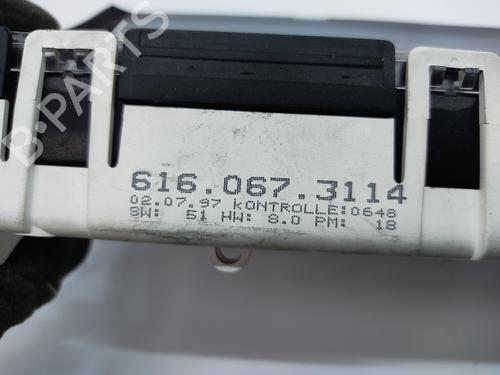 B-PARTS
616.067.3114
02.07.97 KONTROLLE:0648
SW: 51 HW: 8.0 PM: 18